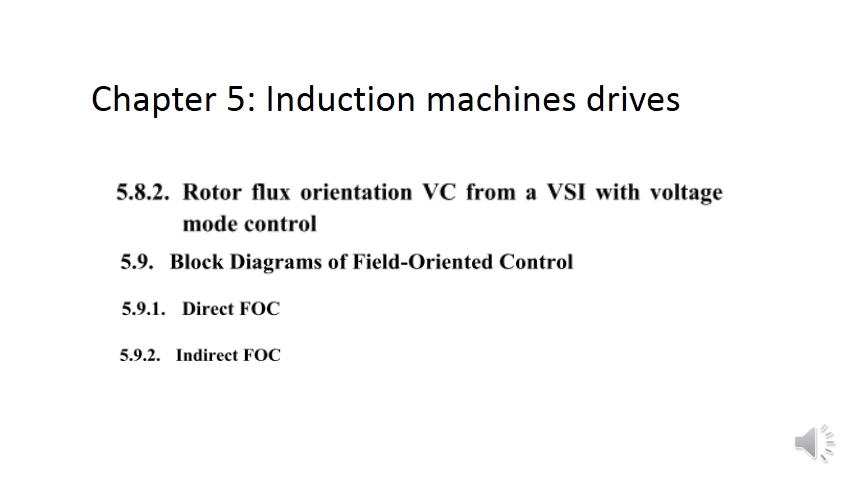 Chapter 5: Induction machines drives
5.8.2. Rotor flux orientation VC from a VSI with voltage
mode control
5.9. Block Diagrams of Field-Oriented Control
5.9.1. Direct FOC
5.9.2. Indirect FOC